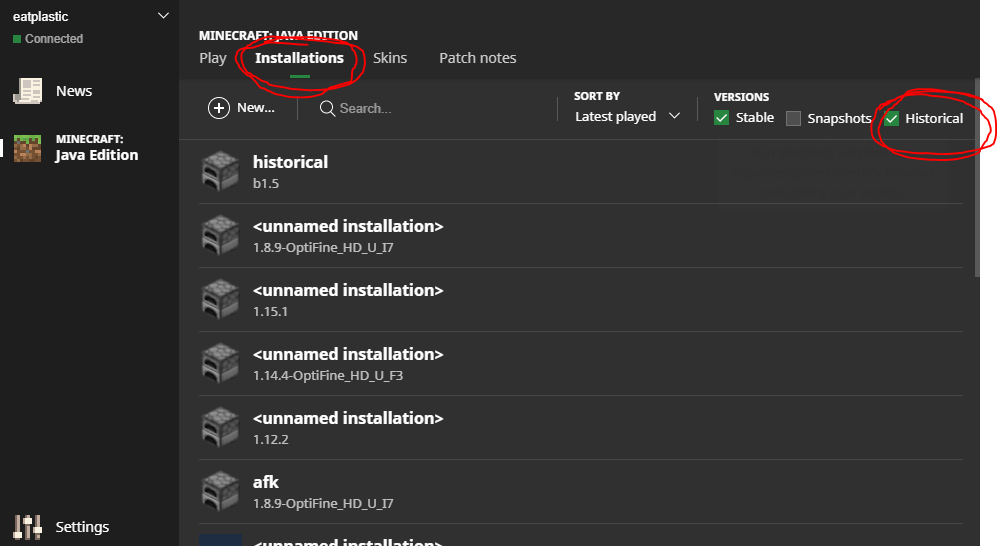 eatplastic
Connected
News
MINECRAFT:
Java Edition
Settings
MINECRAFT: JAVA EDITION
Play Installations Skins Patch notes
New... Search...
SORT BY
Latest played
VERSIONS
Stable Snapshots Historical
historical
b1.5
<unnamed installation>
1.8.9-OptiFine_HD_U_I7
<unnamed installation>
1.15.1
<unnamed installation>
1.14.4-OptiFine_HD_U_F3
<unnamed installation>
1.12.2
afk
1.8.9-OptiFine_HD_U_I7
<unnamed installation>